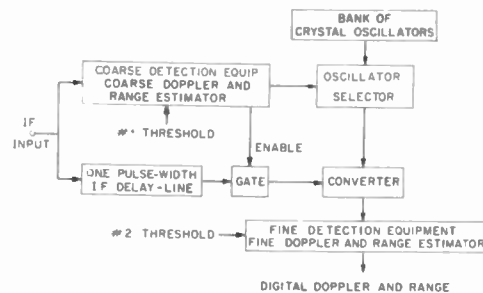 BANK OF
CRYSTAL OSCILLATORS
COARSE DETECTION EQUIP
COARSE DOPPLER AND
RANGE ESTIMATOR
OSCILLATOR
SELECTOR
IF
INPUT
#1 THRESHOLD
ENABLE
ONE PULSE-WIDTH
IF DELAY-LINE
GATE
CONVERTER
#2 THRESHOLD
FINE DETECTION EQUIPMENT
FINE DOPPLER AND RANGE ESTIMATOR
DIGITAL DOPPLER AND RANGE